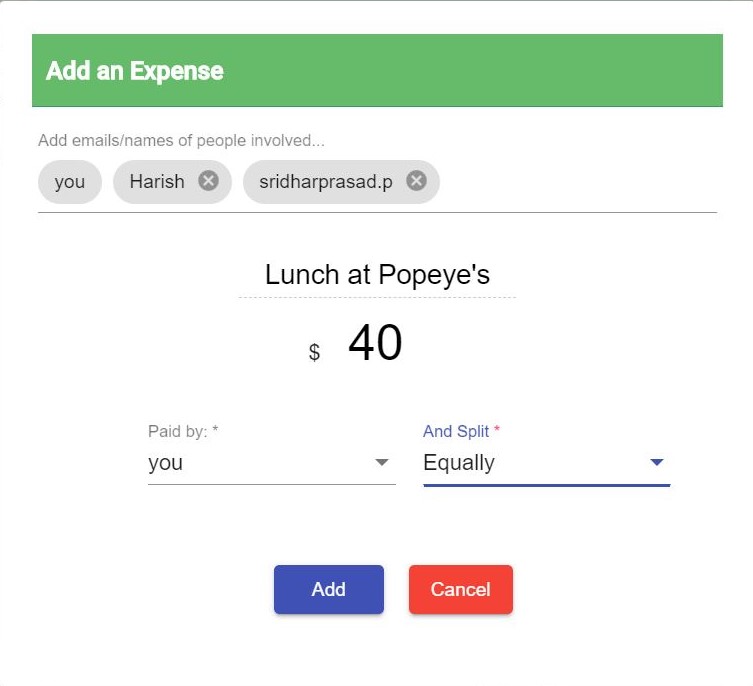 Add an Expense
Add emails/names of people involved...
you Harish sridharprasad.p
Lunch at Popeye's
$ 40
Paid by: * And Split *
you Equally
Add Cancel